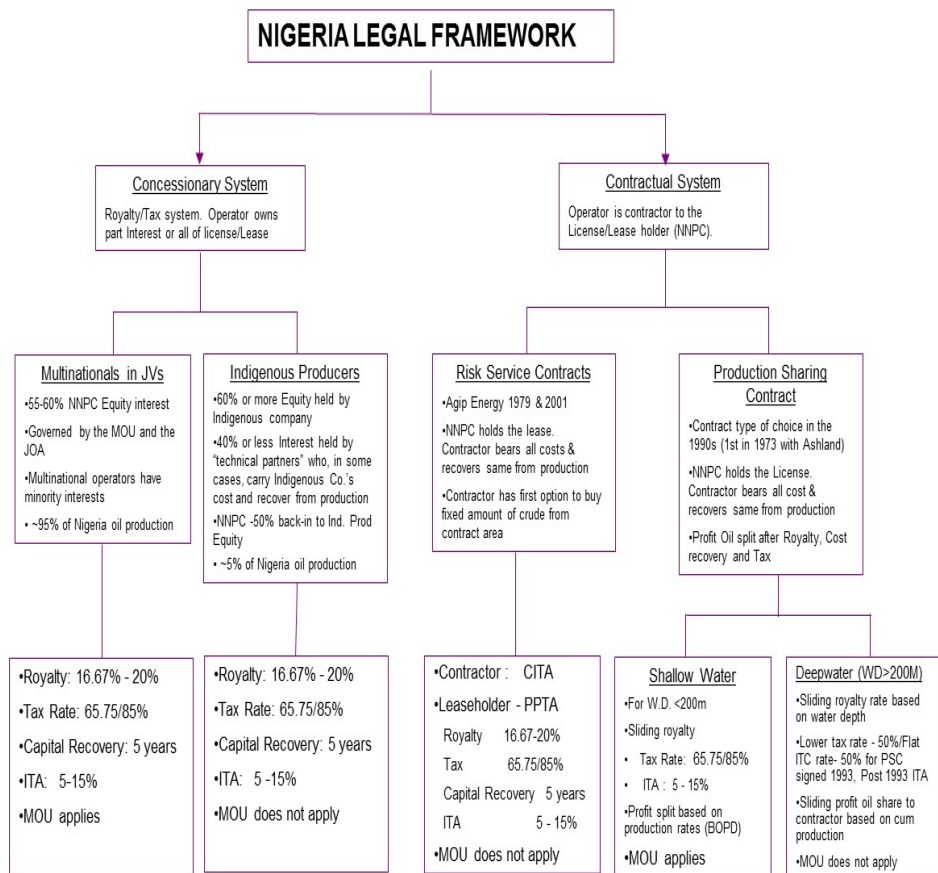 NIGERIA LEGAL FRAMEWORK
Concessionary System
Royalty/Tax system. Operator owns
part Interest or all of license/Lease
Contractual System
Operator is contractor to the
License/Lease holder (NNPC).
Multinationals in JVs
•55-60% NNPC Equity interest
•Governed by the MOU and the
JOA
•Multinational operators have
minority interests
• ~95% of Nigeria oil production
Indigenous Producers
•60% or more Equity held by
Indigenous company
•40% or less Interest held by
“technical partners” who, in some
cases, carry Indigenous Co.’s
cost and recover from production
•NNPC -50% back-in to Ind. Prod
Equity
• ~5% of Nigeria oil production
Risk Service Contracts
•Agip Energy 1979 & 2001
•NNPC holds the lease.
Contractor bears all costs &
recovers same from production
•Contractor has first option to buy
fixed amount of crude from
contract area
Production Sharing
Contract
•Contract type of choice in the
1990s (1st in 1973 with Ashland)
•NNPC holds the License.
Contractor bears all cost &
recovers same from production
•Profit Oil split after Royalty, Cost
recovery and Tax
•Royalty: 16.67% - 20%
•Tax Rate: 65.75/85%
•Capital Recovery: 5 years
•ITA: 5-15%
•MOU applies
•Royalty: 16.67% - 20%
•Tax Rate: 65.75/85%
•Capital Recovery: 5 years
•ITA: 5 -15%
•MOU does not apply
•Contractor : CITA
•Leaseholder - PPTA
Royalty 16.67-20%
Tax 65.75/85%
Capital Recovery 5 years
ITA 5 - 15%
•MOU does not apply
Shallow Water
•For W.D. <200m
•Sliding royalty
• Tax Rate: 65.75/85%
• ITA : 5 - 15%
•Profit split based on
production rates (BOPD)
•MOU applies
Deepwater (WD>200M)
•Sliding royalty rate based
on water depth
•Lower tax rate - 50%/Flat
ITC rate- 50% for PSC
signed 1993, Post 1993 ITA
•Sliding profit oil share to
contractor based on cum
production
•MOU does not apply